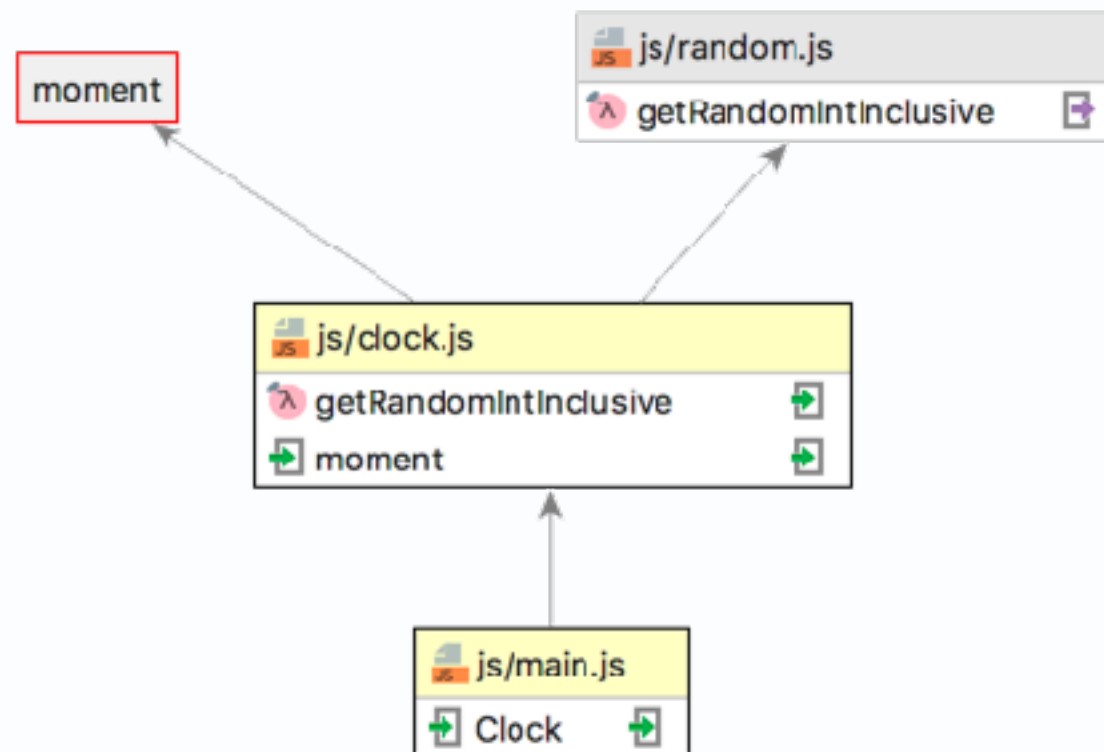 moment
js/random.js
getRandomIntInclusive
js/clock.js
getRandomIntInclusive
moment
js/main.js
Clock